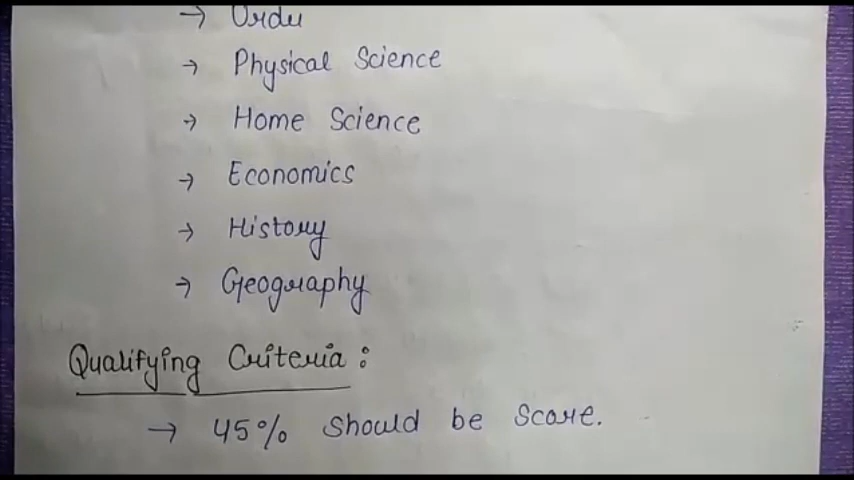 → Urdu
→ Physical Science
→ Home Science
→ Economics
→ History
→ Geography
Qualifying Criteria :
→ 45% should be score.